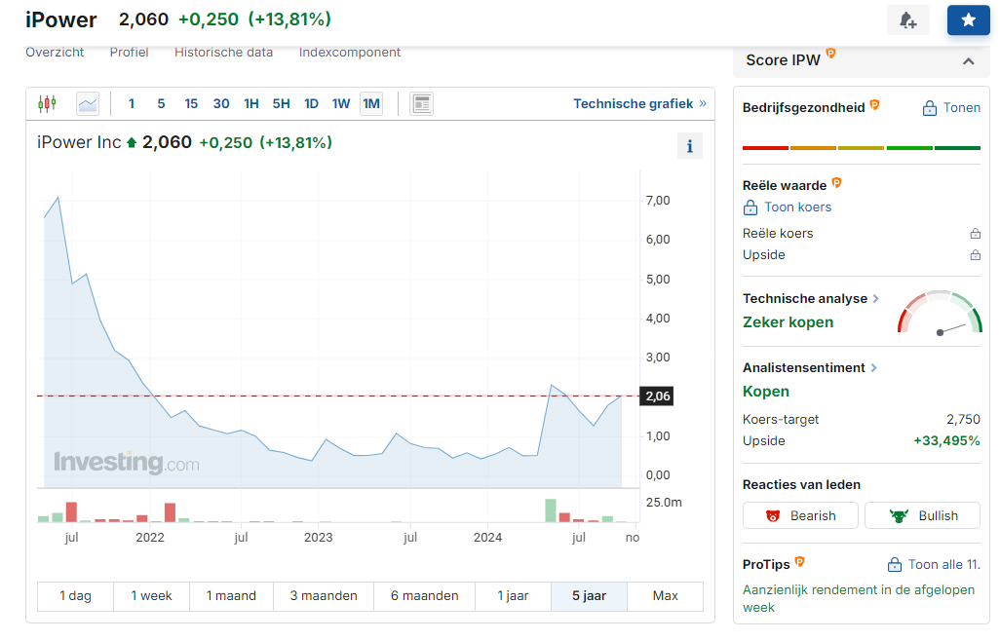 iPower 2,060 +0,250 (+13,81%)
Overzicht Profiel Historische data Indexcomponent
Score IPW
1 5 15 30 1H 5H 1D 1W 1M
Technische grafiek »
iPower Inc 2,060 +0,250 (+13,81%)
i
7,00
6,00
5,00
4,00
3,00
2,06
1,00
0,00
25.0m
Investing.com
jul 2022 jul 2023 jul 2024 jul no
1 dag 1 week 1 maand 3 maanden 6 maanden 1 jaar 5 jaar Max
Bedrijfsgezondheid Tonen
Reële waarde
Toon koers
Reële koers
Upside
Technische analyse
Zeker kopen
Analistensentiment
Kopen
Koers-target 2,750
Upside +33,495%
Reacties van leden
Bearish Bullish
ProTips Toon alle 11.
Aanzienlijk rendement in de afgelopen
week